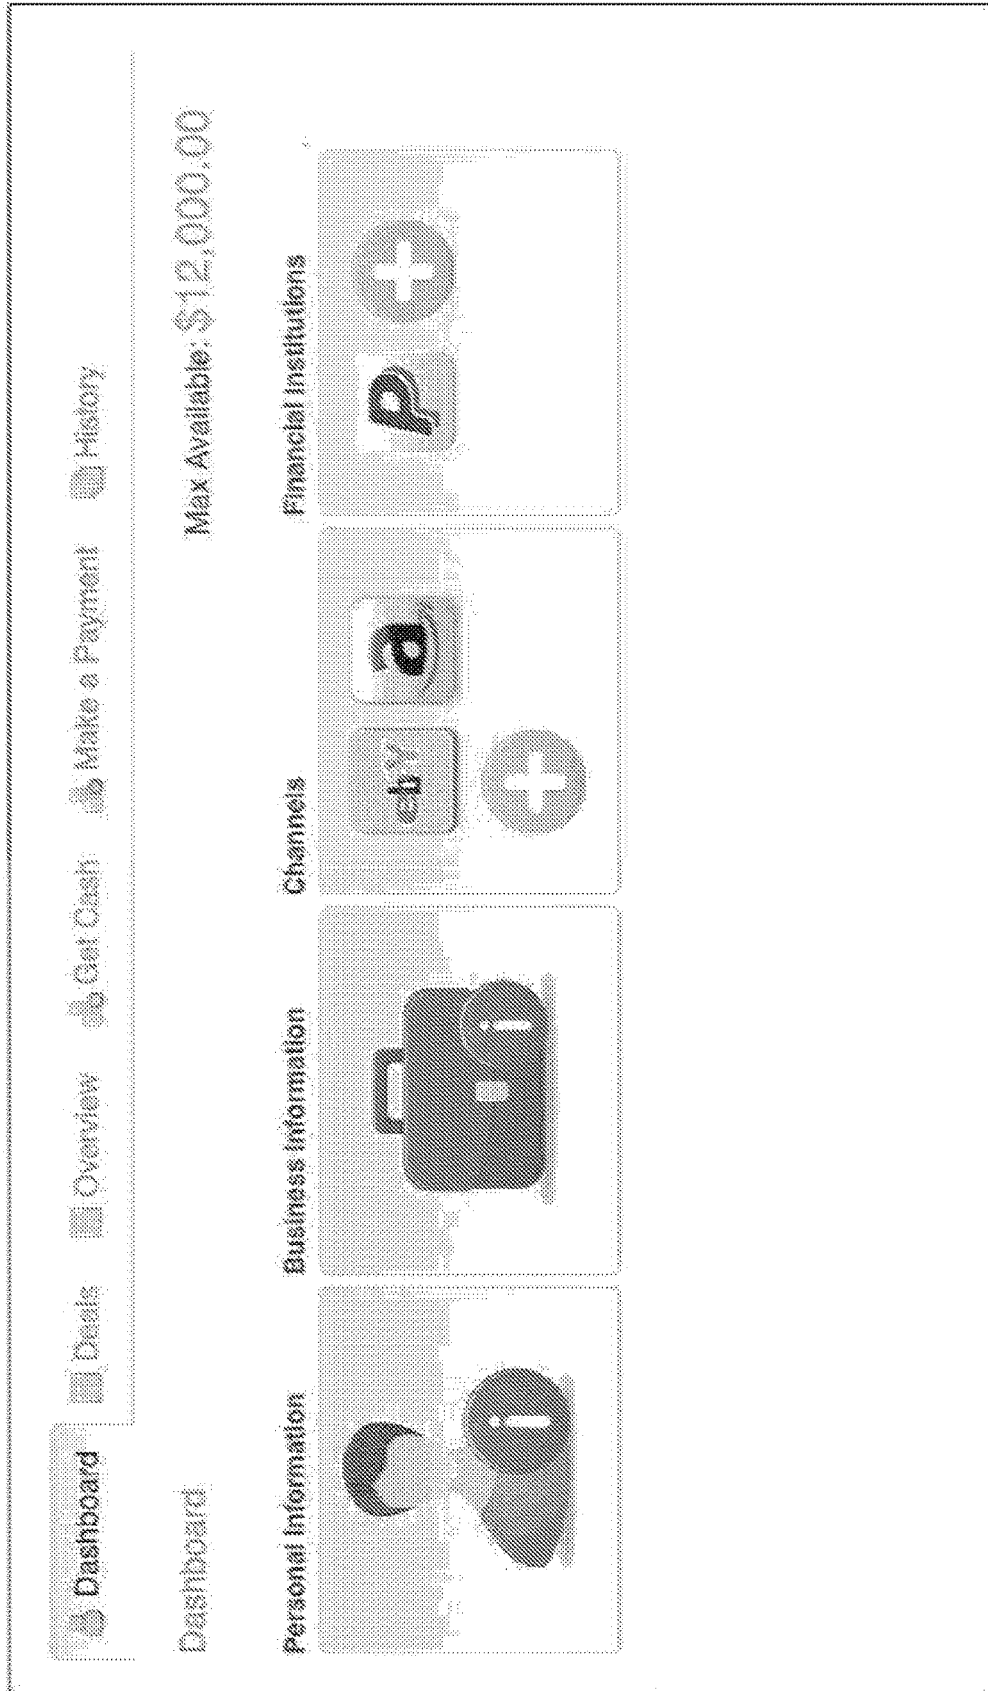 Dashboard Deals Overview Get Cash Make a Payment History
Dashboard
Max Available: $12,000.00
Personal Information Business Information Channels Financial Institutions
i i ebY a P